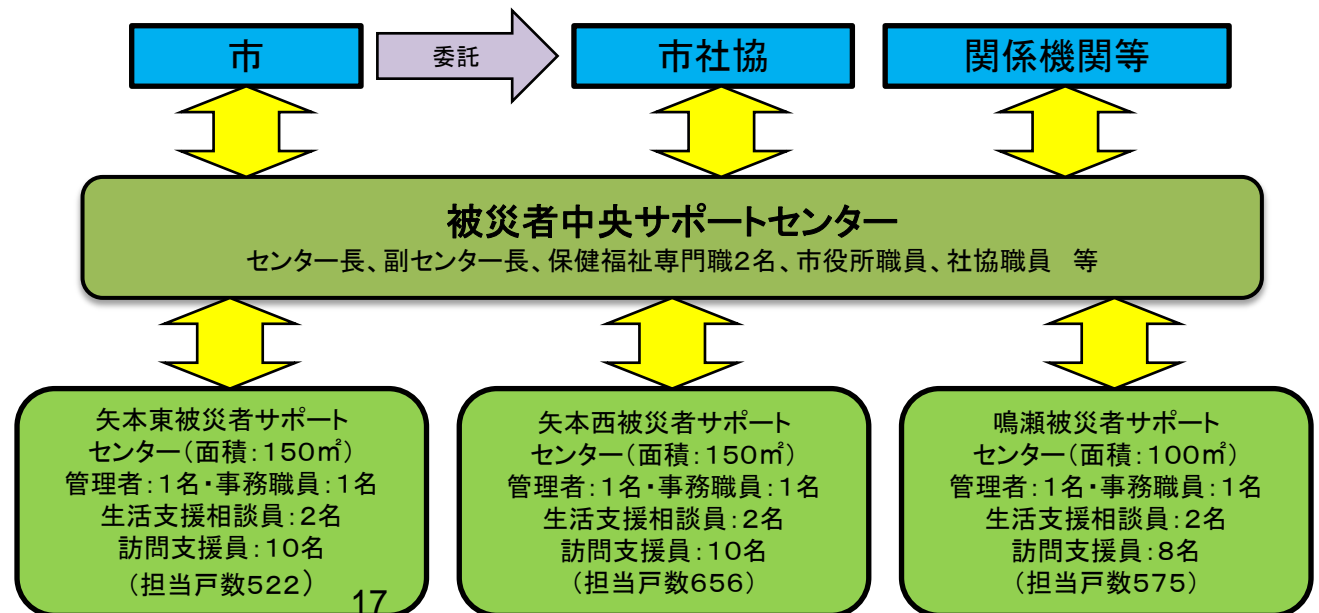 市
委託
市社協
関係機関等
被災者中央サポートセンター
センター長、副センター長、保健福祉専門職2名、市役所職員、社協職員　等
矢本東被災者サポート
センター（面積：150㎡）
管理者：1名・事務職員：1名
生活支援相談員：2名
訪問支援員：10名
（担当戸数522）
矢本西被災者サポート
センター（面積：150㎡）
管理者：1名・事務職員：1名
生活支援相談員：2名
訪問支援員：10名
（担当戸数656）
鳴瀬被災者サポート
センター（面積：100㎡）
管理者：1名・事務職員：1名
生活支援相談員：2名
訪問支援員：8名
（担当戸数575）
17